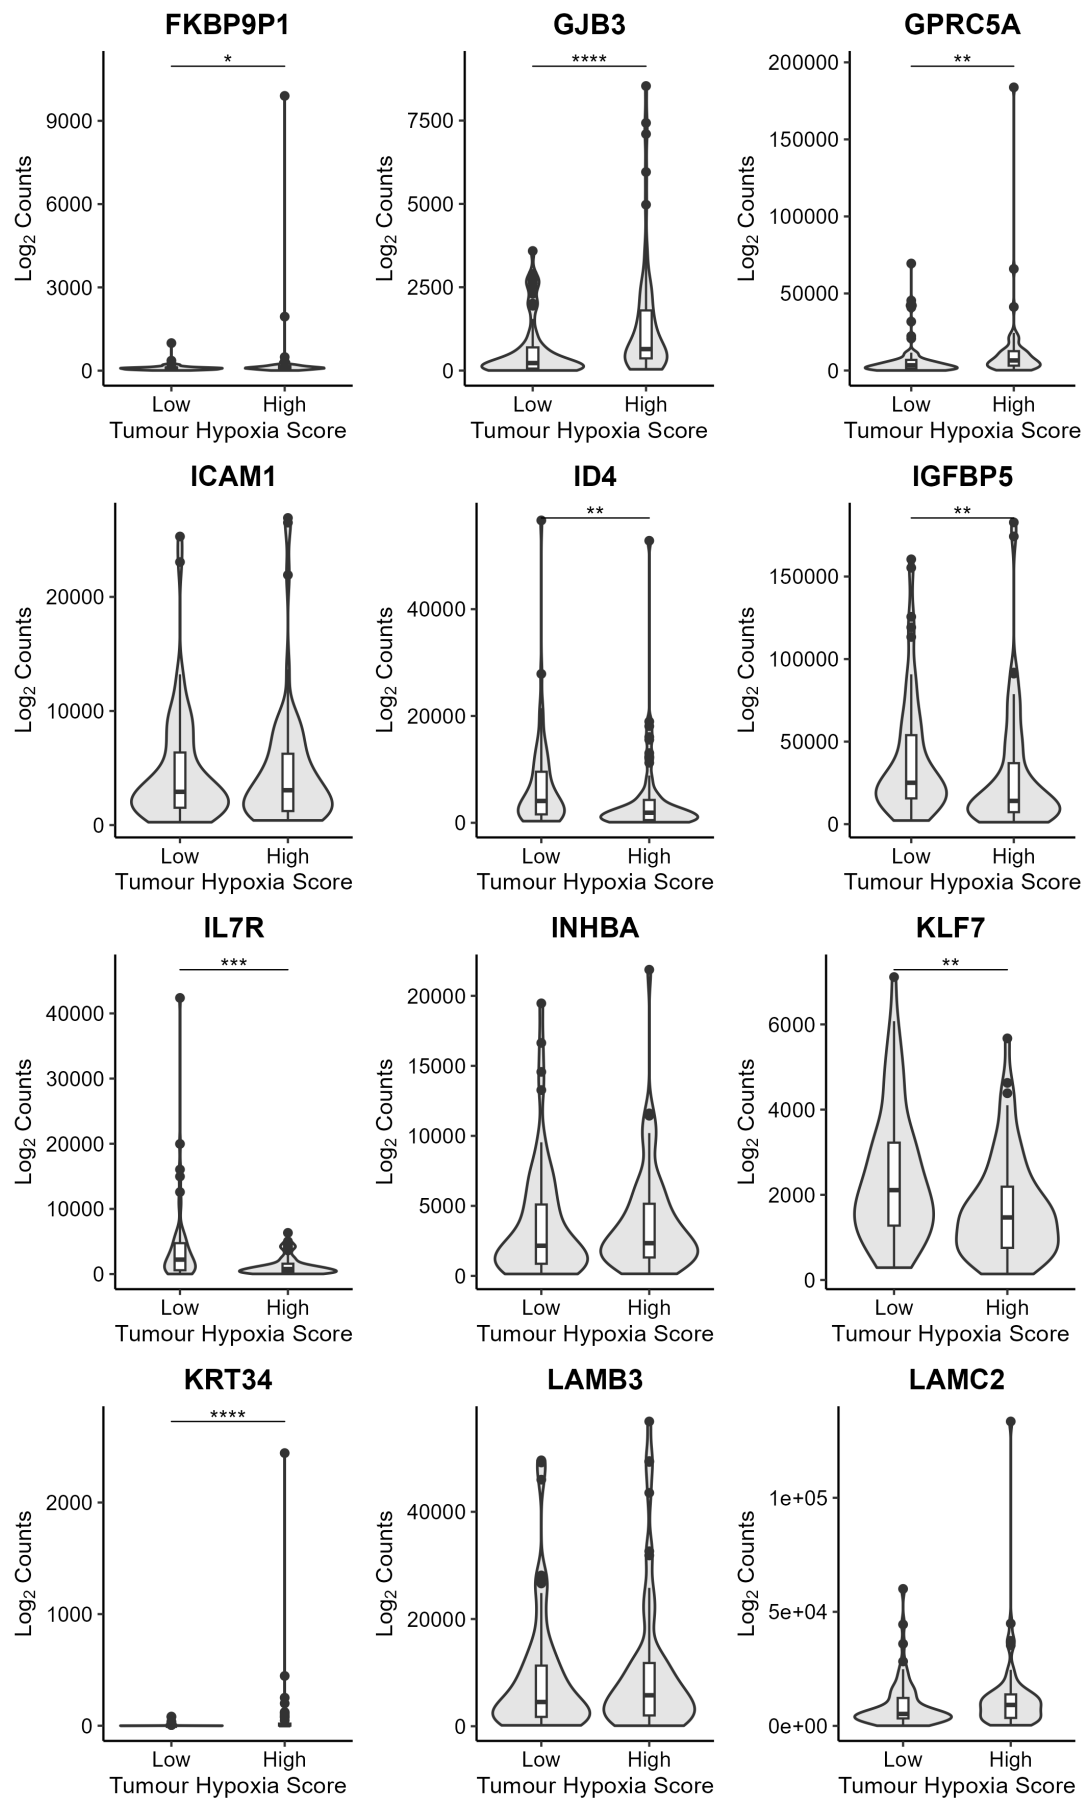 FKBP9P1 GJB3 GPRC5A
* **** **
Log2 Counts Log2 Counts Log2 Counts
9000 7500 200000
6000 5000 150000
3000 2500 100000
0 0 50000
0
Low High Low High Low High
Tumour Hypoxia Score Tumour Hypoxia Score Tumour Hypoxia Score
ICAM1 ID4 IGFBP5
** **
Log2 Counts Log2 Counts Log2 Counts
20000 40000 150000
10000 20000 100000
0 0 50000
0
Low High Low High Low High
Tumour Hypoxia Score Tumour Hypoxia Score Tumour Hypoxia Score
IL7R INHBA KLF7
*** **
Log2 Counts Log2 Counts Log2 Counts
40000 20000 6000
30000 15000 4000
20000 10000 2000
10000 5000 0
0 0
Low High Low High Low High
Tumour Hypoxia Score Tumour Hypoxia Score Tumour Hypoxia Score
KRT34 LAMB3 LAMC2
****
Log2 Counts Log2 Counts Log2 Counts
2000 40000 1e+05
1000 20000 5e+04
0 0 0e+00
Low High Low High Low High
Tumour Hypoxia Score Tumour Hypoxia Score Tumour Hypoxia Score